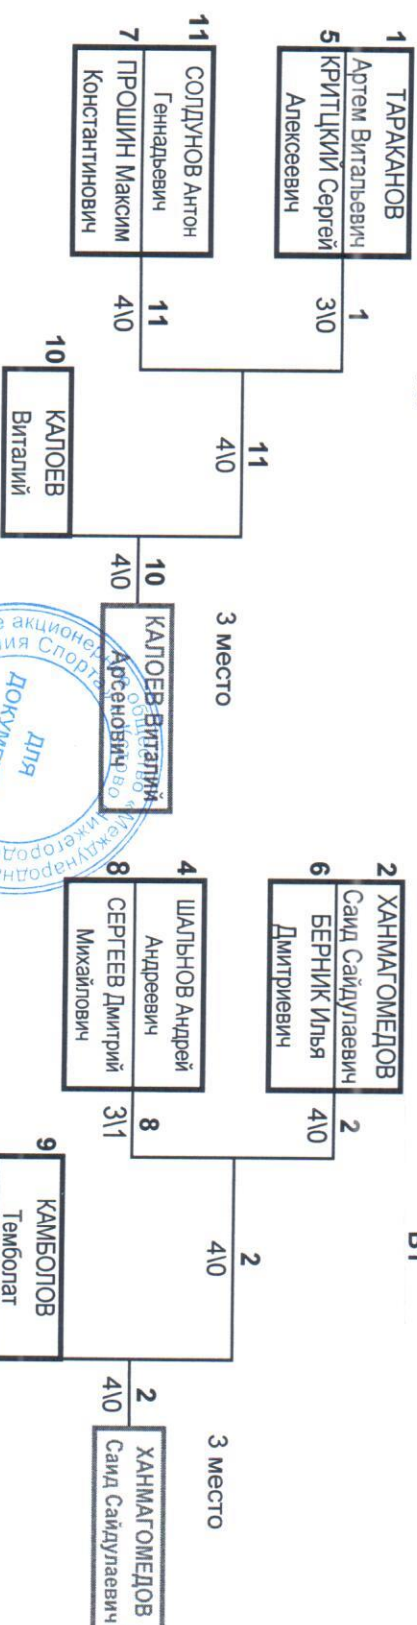 1
ТАРАКАНОВ
Артем Витальевич
5
КРИТЦКИЙ Сергей
Алексеевич
1
3\0
11
СОЛДУНОВ Антон
Геннадьевич
7
ПРОШИН Максим
Константинович
11
4\0
11
4\0
10
КАЛОЕВ
Виталий
10
4\0
3 место
КАЛОЕВ Виталий
Арсенович
для
2
ХАНМАГОМЕДОВ
Саид Сайдулаевич
6
БЕРНИК Илья
Дмитриевич
2
4\0
4
ШАЛЬНОВ Андрей
Андреевич
8
СЕРГЕЕВ Дмитрий
Михайлович
8
3\1
2
4\0
9
КАМБОЛОВ
Темболат
2
4\0
3 место
ХАНМАГОМЕДОВ
Саид Сайдулаевич